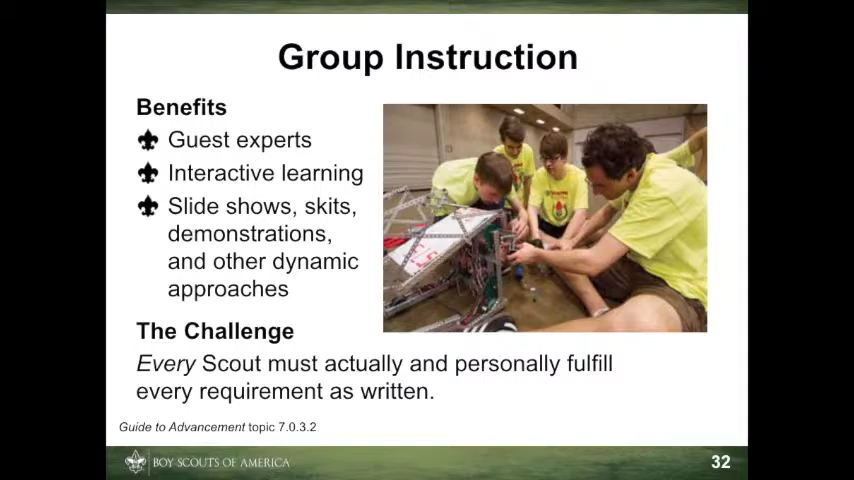 Group Instruction
Benefits
Guest experts
Interactive learning
Slide shows, skits,
demonstrations,
and other dynamic
approaches
The Challenge
Every Scout must actually and personally fulfill
every requirement as written.
Guide to Advancement topic 7.0.3.2
BOY SCOUTS OF AMERICA
32